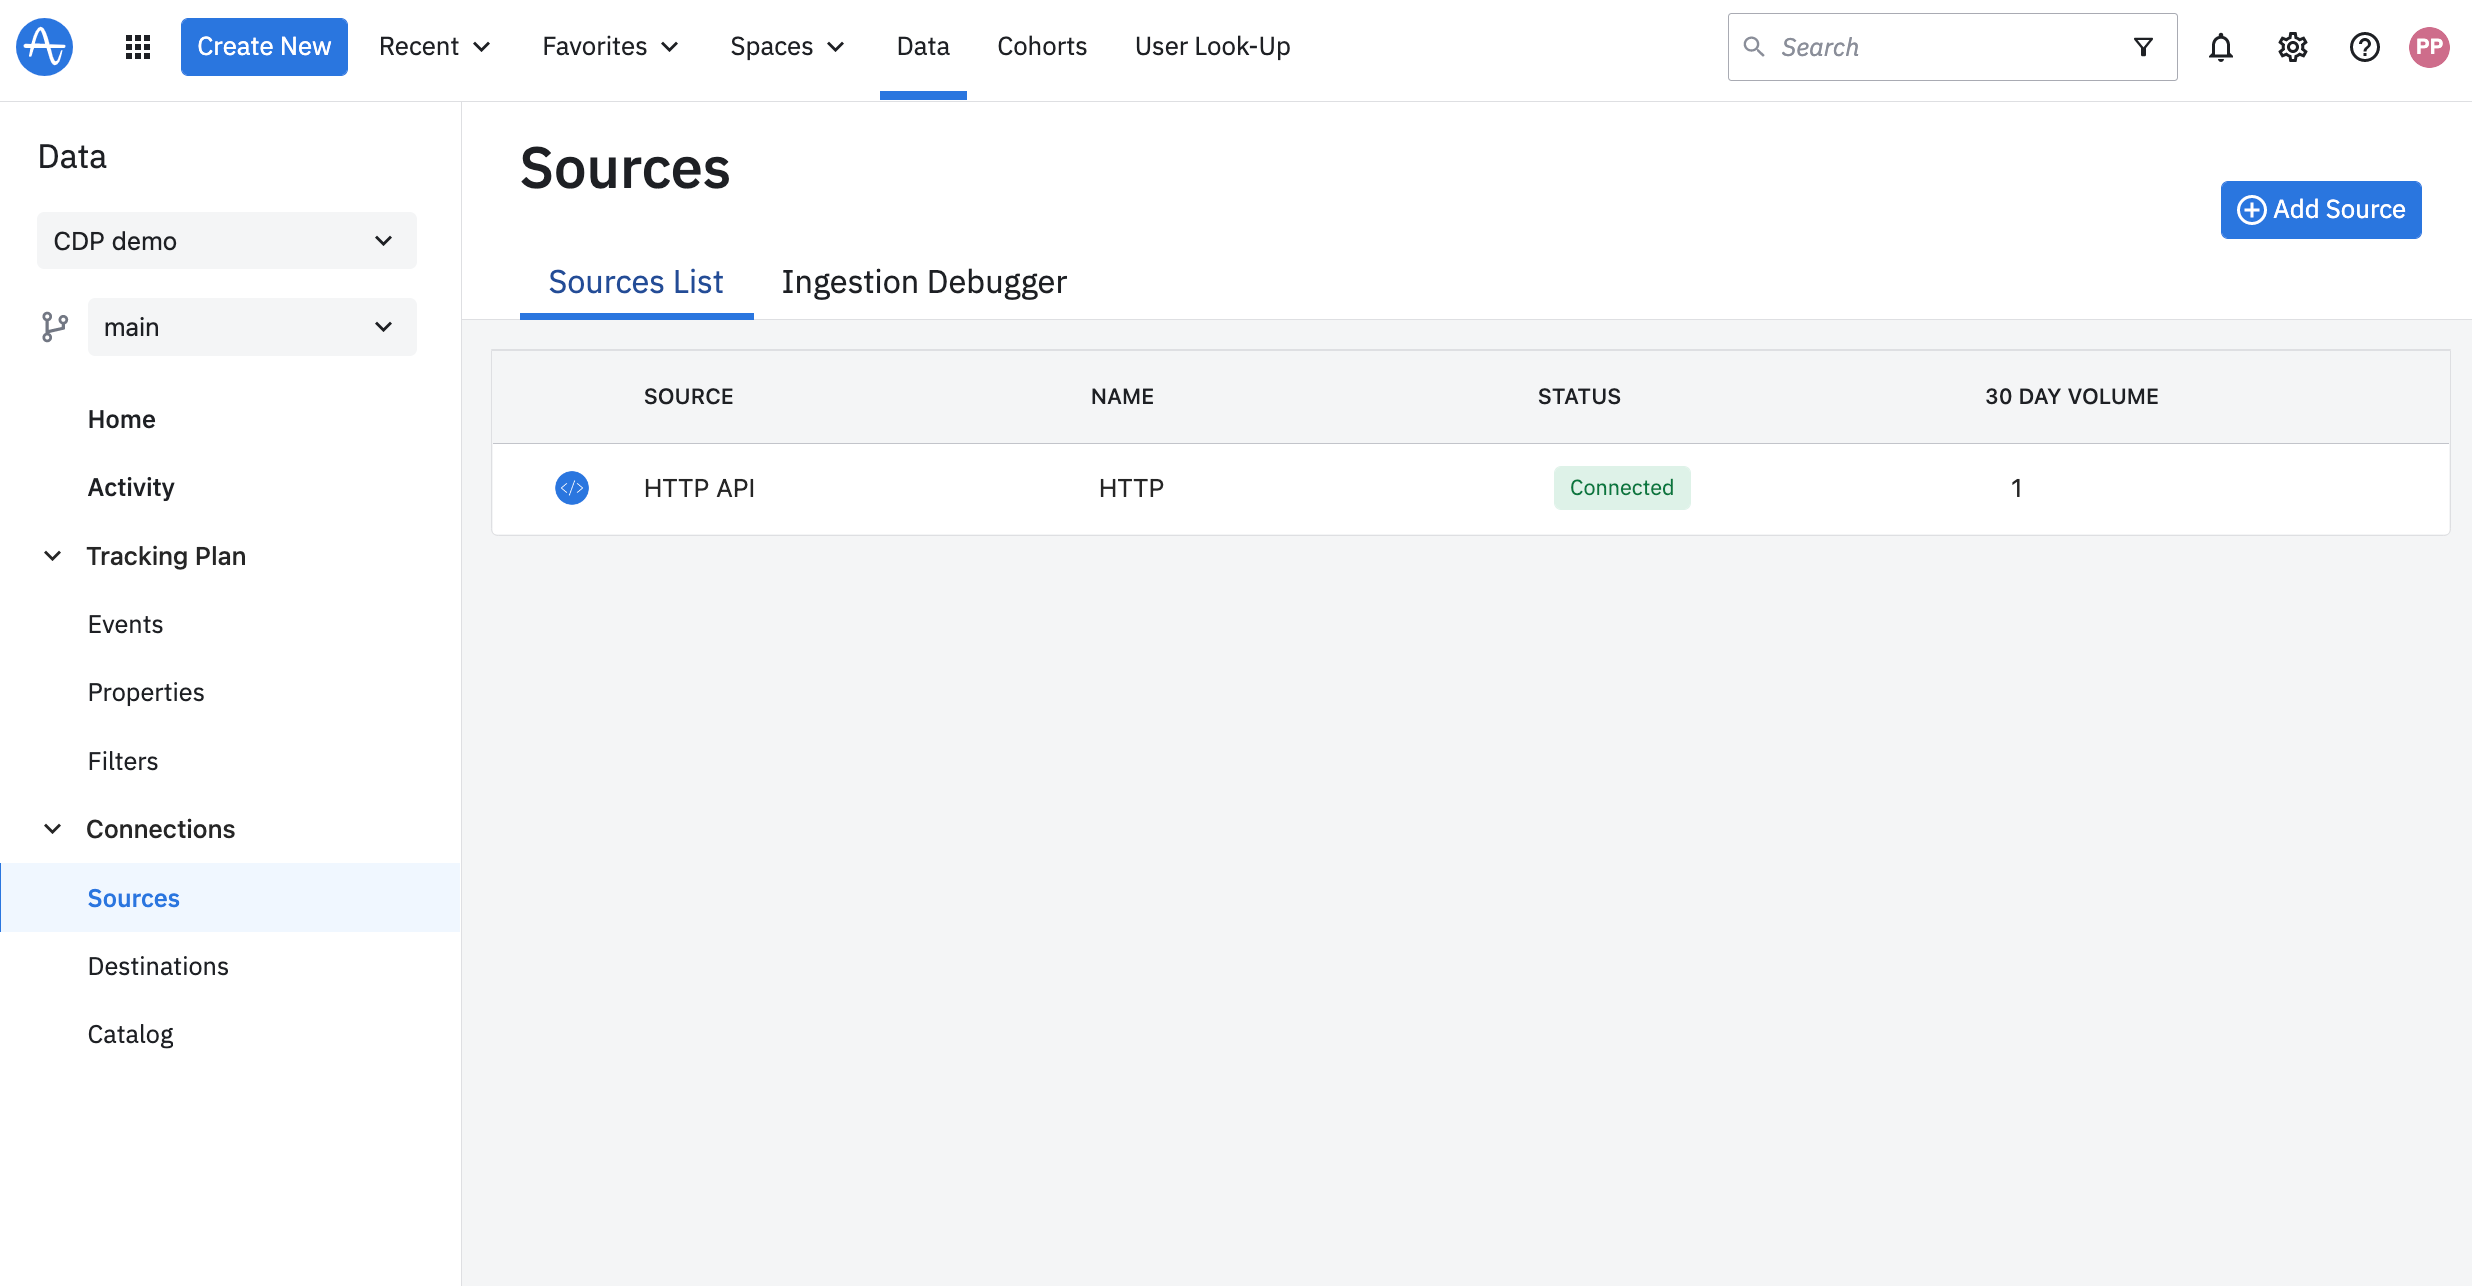 Create New
Recent
Favorites
Spaces
Data
Cohorts
User Look-Up
Search
PP
Data
CDP demo
main
Home
Activity
Tracking Plan
Events
Properties
Filters
Connections
Sources
Destinations
Catalog
Sources
Add Source
Sources List
Ingestion Debugger
SOURCE NAME STATUS 30 DAY VOLUME
</> HTTP API HTTP Connected 1